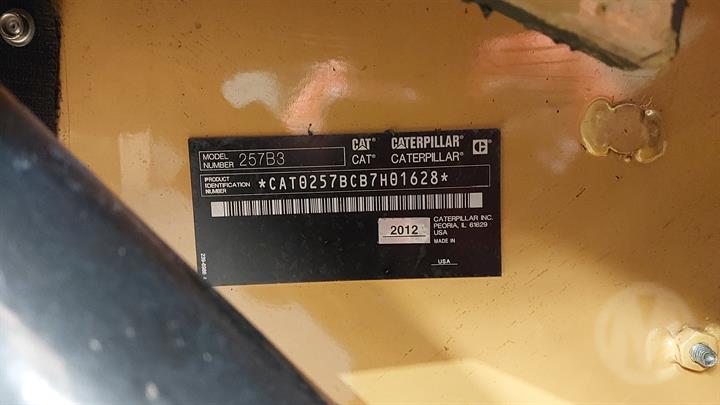 MODEL NUMBER 257B3
CAT® CATERPILLAR®
CAT® CATERPILLAR®
PRODUCT IDENTIFICATION NUMBER *CAT0257BCB7H01628*
CATERPILLAR INC.
PEORIA, IL 61629
USA
2012
MADE IN
USA